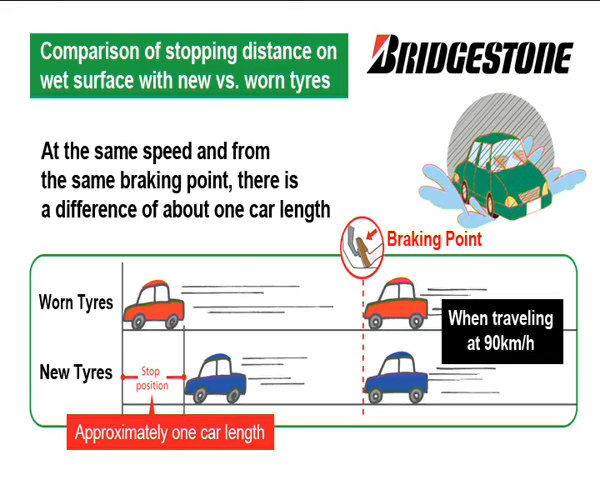 Comparison of stopping distance on
wet surface with new vs. worn tyres
BRIDGESTONE
At the same speed and from
the same braking point, there is
a difference of about one car length
Braking Point
Worn Tyres
When traveling
at 90km/h
New Tyres
Stop
position
Approximately one car length